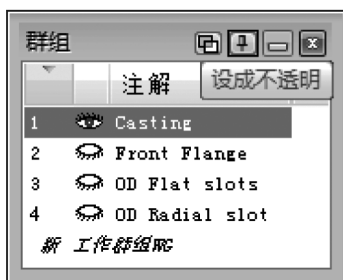 群组
注解 设成不透明
1 Casting
2 Front Flange
3 OD Flat slots
4 OD Radial slot
新 工作群组WG